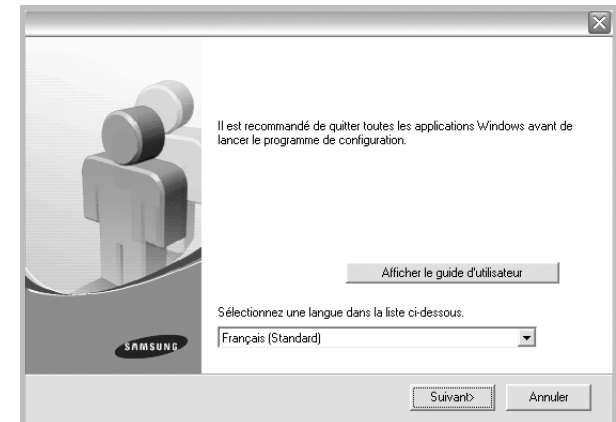 Il est recommandé de quitter toutes les applications Windows avant de
lancer le programme de configuration.
Afficher le guide d'utilisateur
Sélectionnez une langue dans la liste ci-dessous.
Français (Standard)
SAMSUNG
Suivant>
Annuler